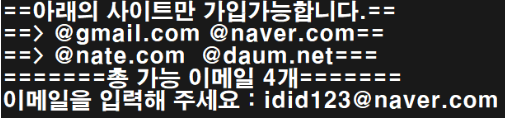 ==아래의 사이트만 가입가능합니다.==
==> @gmail.com @naver.com==
==> @nate.com  @daum.net===
=======총 가능 이메일 4개=======
이메일을 입력해 주세요 : idid123@naver.com